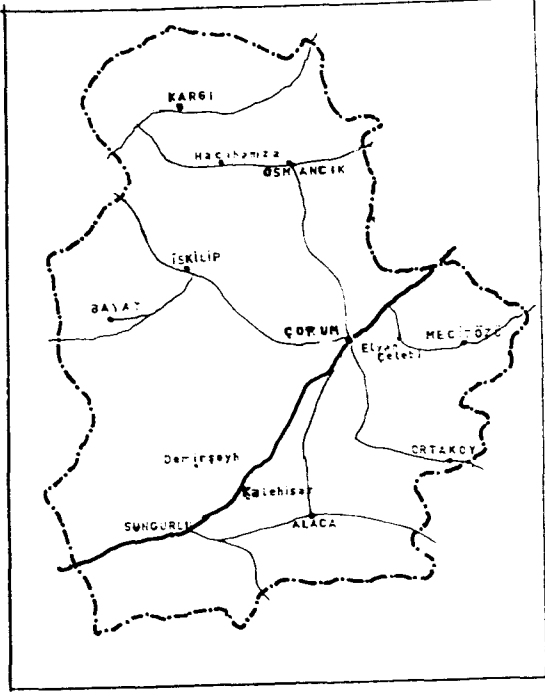 KARGI
Hacıhamza
OSMANCIK
İSKİLİP
BAYAT
ÇORUM
MECİTÖZÜ
Elvan
Çelebi
ORTAKÖY
Demirşeyh
Kalehisar
SUNGURLU
ALACA